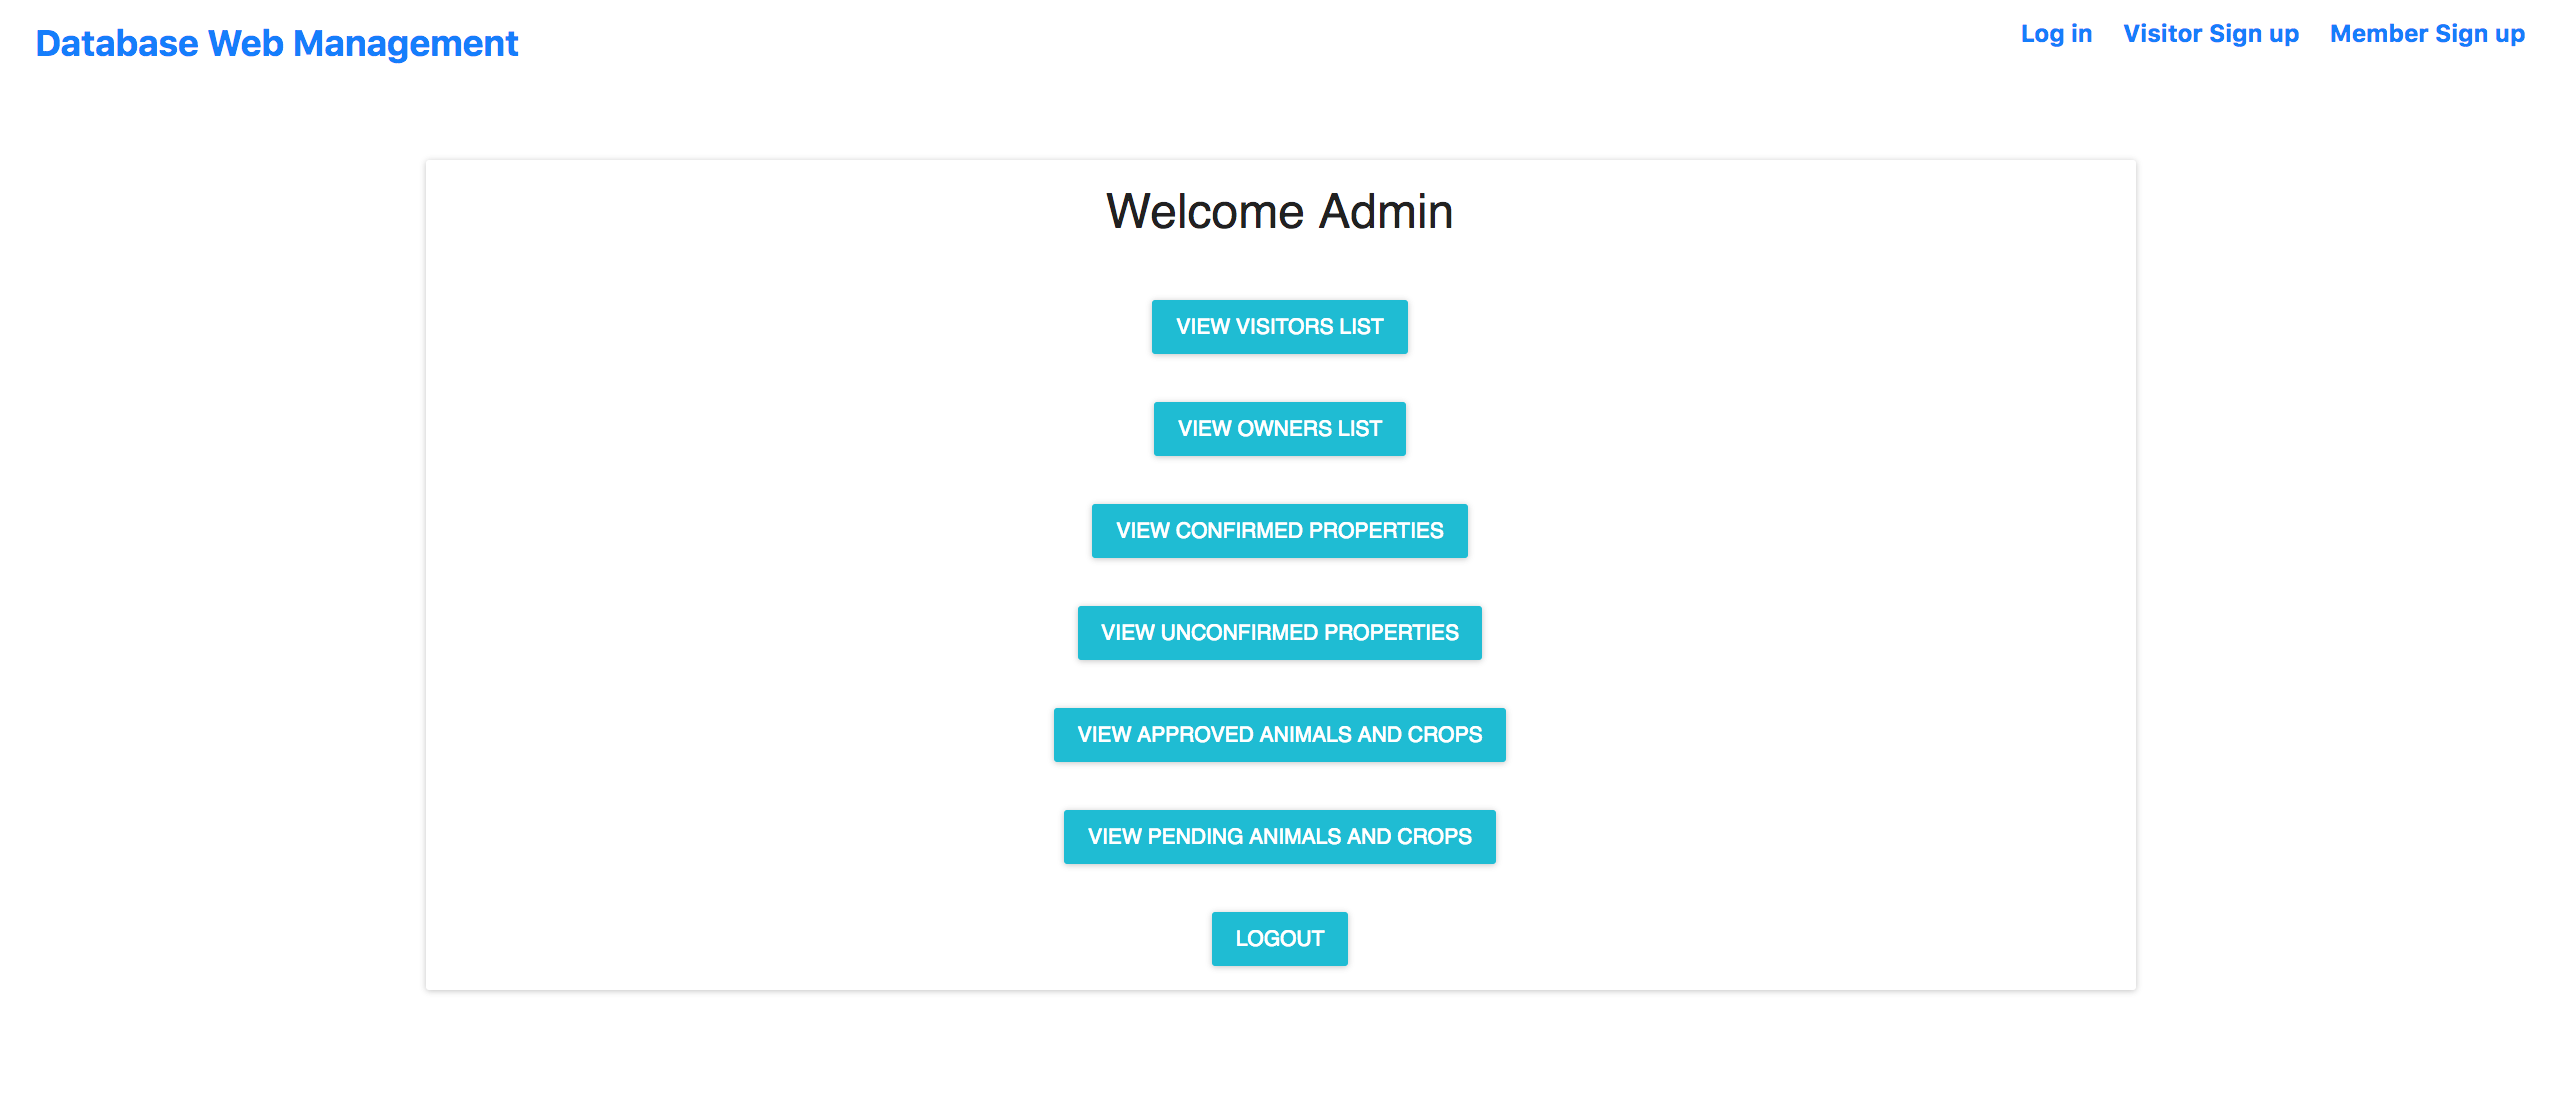 Database Web Management
Log in
Visitor Sign up
Member Sign up
Welcome Admin
VIEW VISITORS LIST
VIEW OWNERS LIST
VIEW CONFIRMED PROPERTIES
VIEW UNCONFIRMED PROPERTIES
VIEW APPROVED ANIMALS AND CROPS
VIEW PENDING ANIMALS AND CROPS
LOGOUT